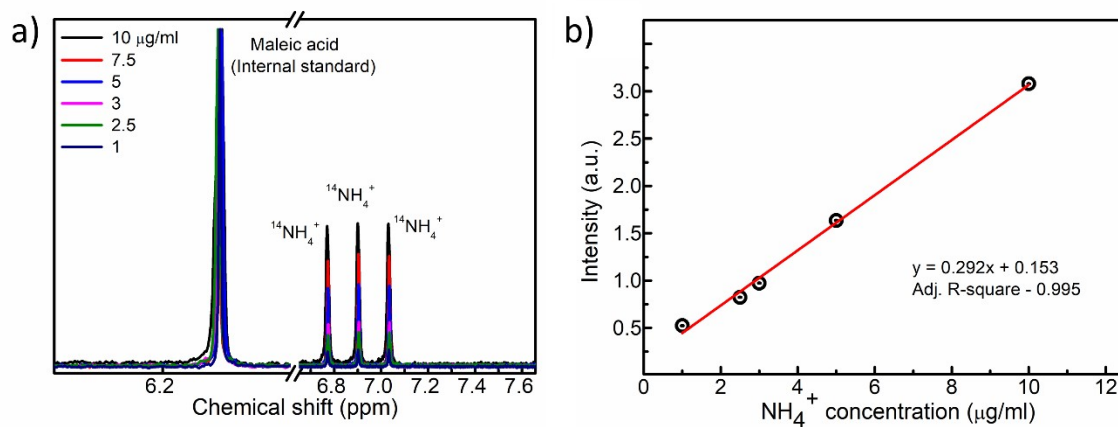 a)
10 μg/ml
7.5
5
3
2.5
1
Maleic acid
(Internal standard)
¹⁴NH₄⁺
¹⁴NH₄⁺
¹⁴NH₄⁺
6.2 6.8 7.0 7.2 7.4 7.6
Chemical shift (ppm)
b)
Intensity (a.u.)
3.0
2.5
2.0
1.5
1.0
0.5
y = 0.292x + 0.153
Adj. R-square - 0.995
0 2 4 6 8 10 12
NH₄⁺ concentration (μg/ml)